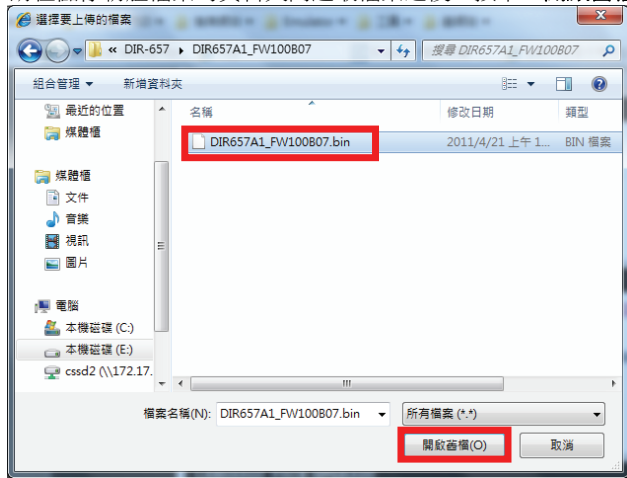 選擇要上傳的檔案
« DIR-657 ▸ DIR657A1_FW100B07
搜尋 DIR657A1_FW100B07
組合管理 ▼ 新增資料夾
最近的位置
媒體櫃
媒體櫃
文件
音樂
視訊
圖片
電腦
本機磁碟 (C:)
本機磁碟 (E:)
cssd2 (\\172.17.
名稱 修改日期 類型
DIR657A1_FW100B07.bin 2011/4/21 上午 1... BIN 檔案
檔案名稱(N): DIR657A1_FW100B07.bin 所有檔案 (*.*)
開啟舊檔(O) 取消